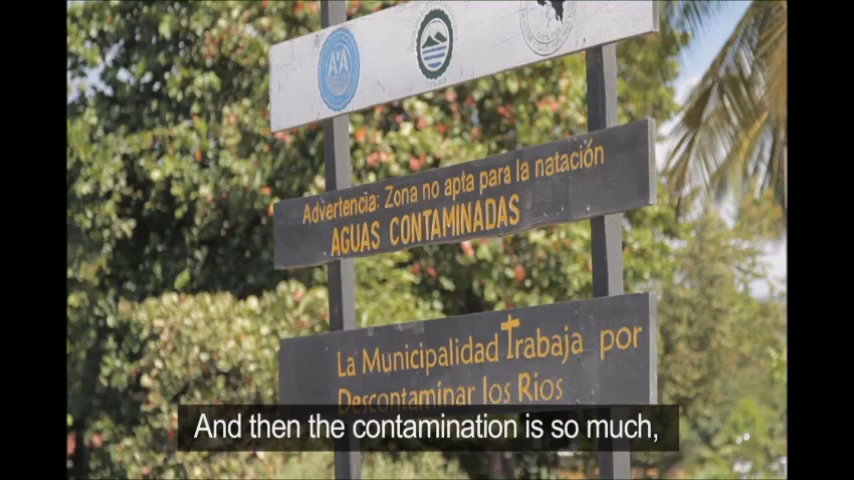 AyA
Advertencia: Zona no apta para la natación
AGUAS CONTAMINADAS
La Municipalidad Trabaja por
Descontaminar los Rios
And then the contamination is so much,